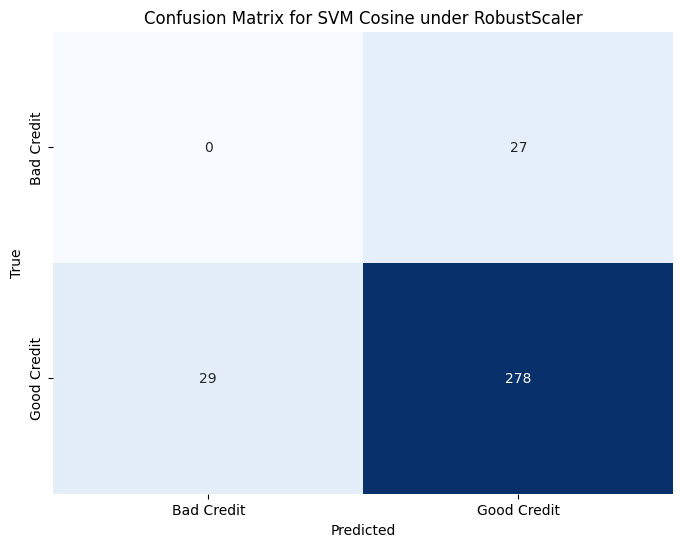 Confusion Matrix for SVM Cosine under RobustScaler
Bad Credit
0
27
True
Good Credit
29
278
Bad Credit
Good Credit
Predicted